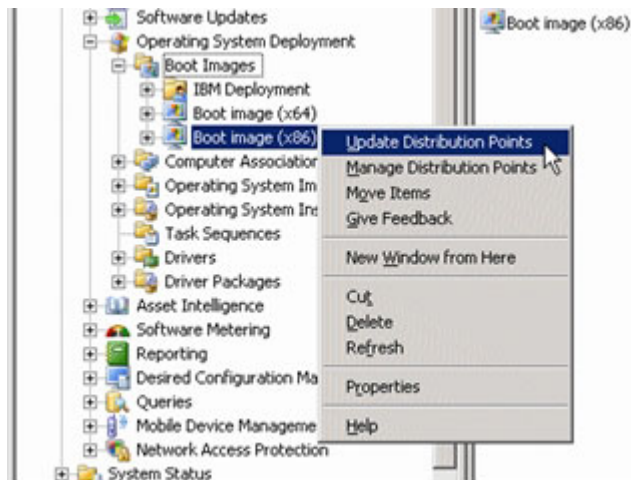 Software Updates
Operating System Deployment
Boot Images
IBM Deployment
Boot image (x64)
Boot image (x86)
Computer Association
Operating System Im
Operating System Ins
Task Sequences
Drivers
Driver Packages
Asset Intelligence
Software Metering
Reporting
Desired Configuration Ma
Queries
Mobile Device Manageme
Network Access Protection
System Status
Boot image (x86)
Update Distribution Points
Manage Distribution Points
Move Items
Give Feedback
New Window from Here
Cut
Delete
Refresh
Properties
Help